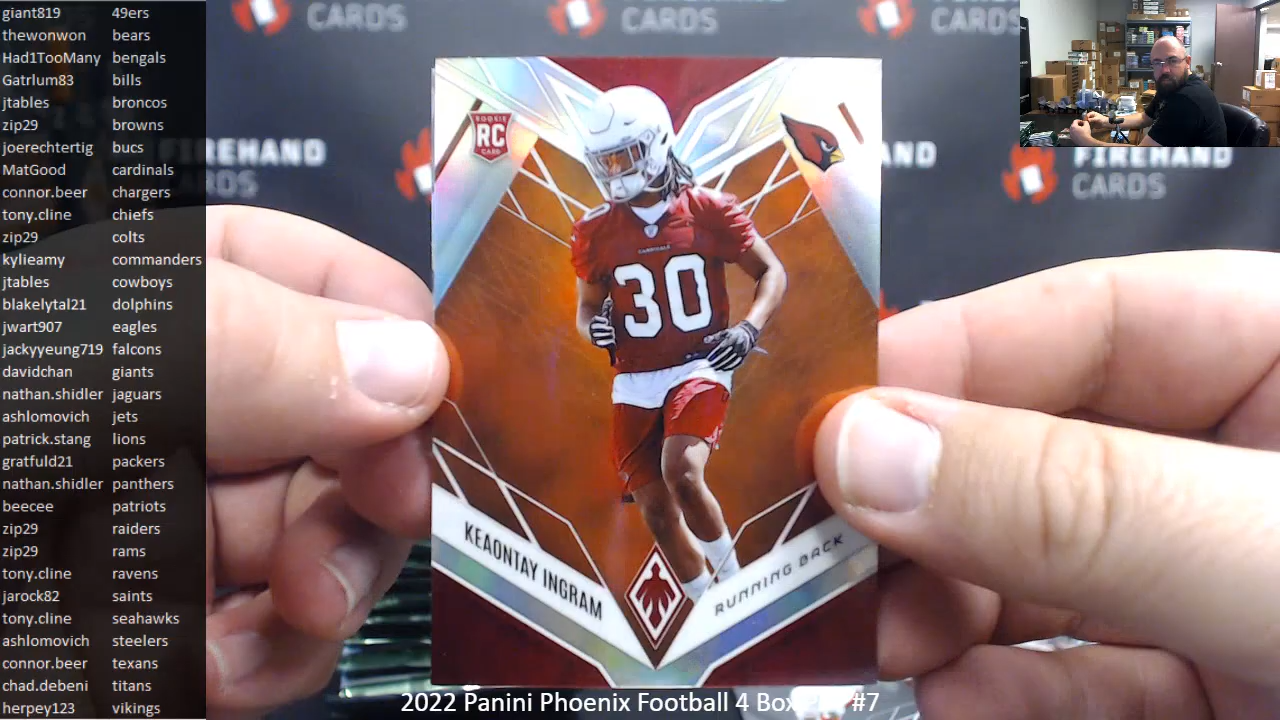 giant819 49ers
thewonwon bears
Had1TooMany bengals
Gatrlum83 bills
jtables broncos
zip29 browns
joerechtertig bucs
MatGood cardinals
connor.beer chargers
tony.cline chiefs
zip29 colts
kylieamy commanders
jtables cowboys
blakelytal21 dolphins
jwart907 eagles
jackyyeung719 falcons
davidchan giants
nathan.shidler jaguars
ashlomovich jets
patrick.stang lions
gratfuld21 packers
nathan.shidler panthers
beecee patriots
zip29 raiders
zip29 rams
tony.cline ravens
jarock82 saints
tony.cline seahawks
ashlomovich steelers
connor.beer texans
chad.debeni titans
herpey123 vikings
CARDS
CARDS
CARDS
FIREHAND
CARDS
ROOKIE
RC
CARD
30
CARDINALS
30
KEAONTAY INGRAM
RUNNING BACK
2022 Panini Phoenix Football 4 Box #7